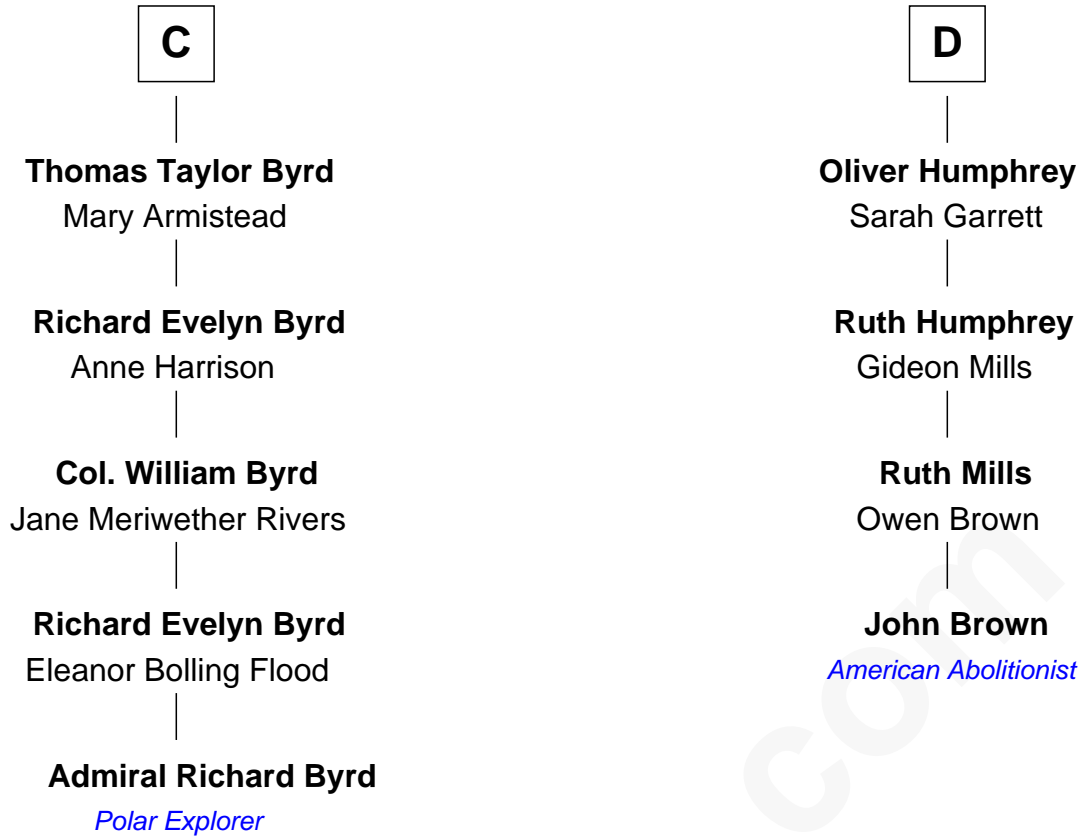 C
Thomas Taylor Byrd
Mary Armistead
Richard Evelyn Byrd
Anne Harrison
Col. William Byrd
Jane Meriwether Rivers
Richard Evelyn Byrd
Eleanor Bolling Flood
Admiral Richard Byrd
Polar Explorer
D
Oliver Humphrey
Sarah Garrett
Ruth Humphrey
Gideon Mills
Ruth Mills
Owen Brown
John Brown
American Abolitionist
com